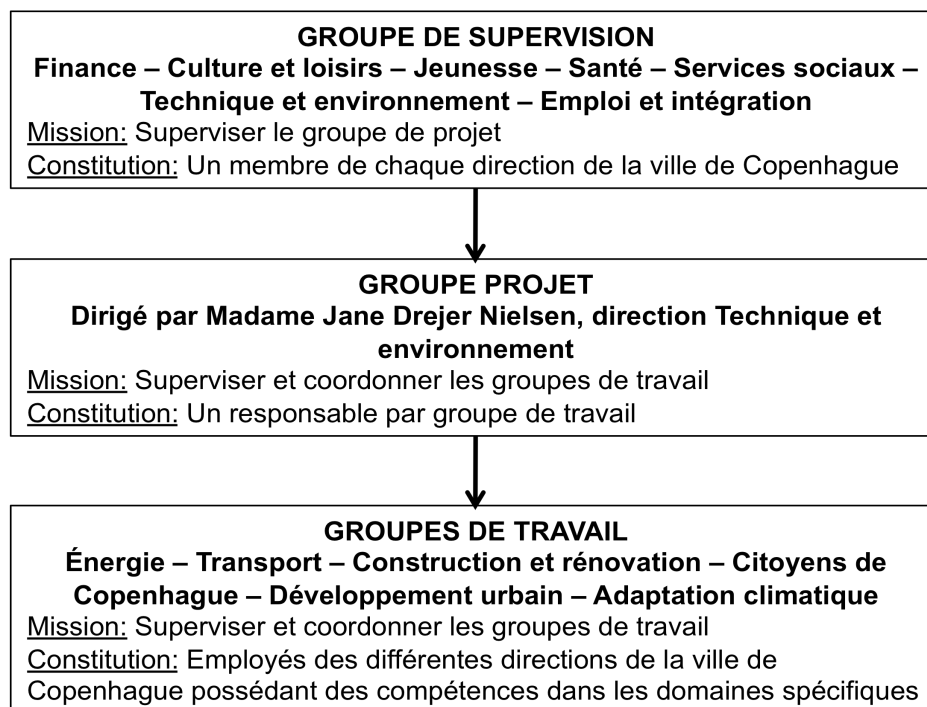 GROUPE DE SUPERVISION
Finance – Culture et loisirs – Jeunesse – Santé – Services sociaux –
Technique et environnement – Emploi et intégration
Mission: Superviser le groupe de projet
Constitution: Un membre de chaque direction de la ville de Copenhague
GROUPE PROJET
Dirigé par Madame Jane Drejer Nielsen, direction Technique et
environnement
Mission: Superviser et coordonner les groupes de travail
Constitution: Un responsable par groupe de travail
GROUPES DE TRAVAIL
Énergie – Transport – Construction et rénovation – Citoyens de
Copenhague – Développement urbain – Adaptation climatique
Mission: Superviser et coordonner les groupes de travail
Constitution: Employés des différentes directions de la ville de
Copenhague possédant des compétences dans les domaines spécifiques